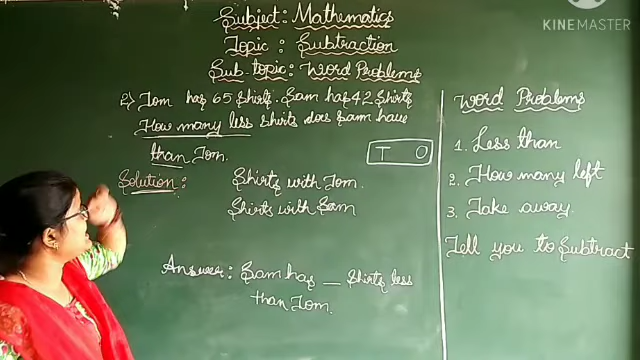 Subject: Mathematics
Topic: Subtraction
Sub-topic: Word Problems
2) Tom has 65 Shirts. Sam has 42 Shirts
How many less shirts does Sam have
than Tom.
T O
Solution:
Shirts with Tom.
Shirts with Sam
Answer: Sam has __ Shirts less
than Tom.
Word Problems
1. Less than
2. How many left
3. Take away.
Tell you to Subtract
MADE WITH
KINEMASTER